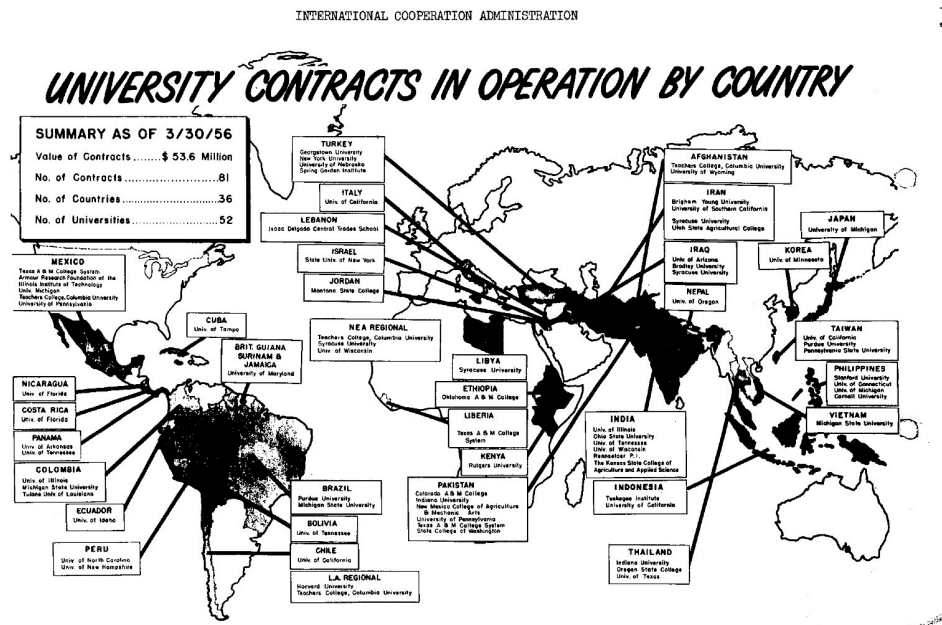 INTERNATIONAL COOPERATION ADMINISTRATION
UNIVERSITY CONTRACTS IN OPERATION BY COUNTRY
SUMMARY AS OF 3/30/56
Value of Contracts ........$ 53.6 Million
No. of Contracts ........................81
No. of Countries ........................36
No. of Universities .....................52
TURKEY
Georgetown University
New York University
University of Nebraska
Spring Garden Institute
ITALY
Univ. of California
LEBANON
Isaac Delgado Central Trades School
ISRAEL
State Univ. of New York
JORDAN
Montana State College
AFGHANISTAN
Teachers College, Columbia University
University of Wyoming
IRAN
Brigham Young University
University of Southern California
Syracuse University
Utah State Agricultural College
IRAQ
Univ. of Arizona
Bradley University
Syracuse University
NEPAL
Univ. of Oregon
JAPAN
University of Michigan
KOREA
Univ. of Minnesota
MEXICO
Texas A & M College System
Armour Research Foundation of the
Illinois Institute of Technology
Univ. Michigan
Teachers College, Columbia University
University of Pennsylvania
CUBA
Univ. of Tampa
BRIT. GUIANA
SURINAM &
JAMAICA
University of Maryland
NEA REGIONAL
Teachers College, Columbia University
Syracuse University
Univ. of Wisconsin
TAIWAN
Univ. of California
Purdue University
Pennsylvania State University
LIBYA
Syracuse University
PHILIPPINES
Stanford University
Univ. of Connecticut
Univ. of Michigan
Cornell University
NICARAGUA
Univ. of Florida
ETHIOPIA
Oklahoma A & M College
COSTA RICA
Univ. of Florida
LIBERIA
Texas A & M College
System
INDIA
Univ. of Illinois
Ohio State University
Univ. of Tennessee
Univ. of Wisconsin
Rensselaer P. I.
The Kansas State College of
Agriculture and Applied Science
VIETNAM
Michigan State University
PANAMA
Univ. of Arkansas
Univ. of Tennessee
KENYA
Rutgers University
COLOMBIA
Univ. of Illinois
Michigan State University
Tulane Univ. of Louisiana
PAKISTAN
Colorado A & M College
Indiana University
New Mexico College of Agriculture
& Mechanic Arts
University of Pennsylvania
Texas A & M College System
State College of Washington
BRAZIL
Purdue University
Michigan State University
INDONESIA
Tuskegee Institute
University of California
ECUADOR
Univ. of Idaho
BOLIVIA
Univ. of Tennessee
PERU
Univ. of North Carolina
Univ. of New Hampshire
CHILE
Univ. of California
THAILAND
Indiana University
Oregon State College
Univ. of Texas
L.A. REGIONAL
Harvard University
Teachers College, Columbia University